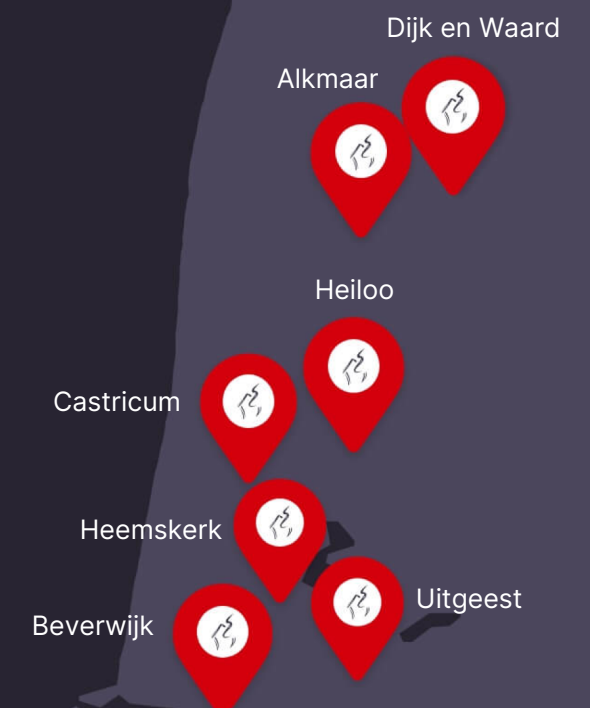 Dijk en Waard
Alkmaar
Heiloo
Castricum
Heemskerk
Uitgeest
Beverwijk